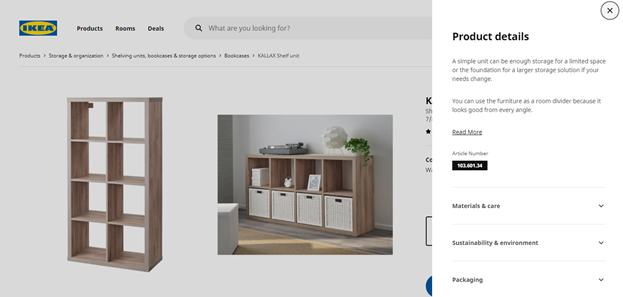 IKEA
Products Rooms Deals
What are you looking for?
Products > Storage & organization > Shelving units, bookcases & storage options > Bookcases > KALLAX Shelf unit
Product details
A simple unit can be enough storage for a limited space
or the foundation for a larger storage solution if your
needs change.
You can use the furniture as a room divider because it
looks good from every angle.
Read More
Article Number
103.601.34
Materials & care
Sustainability & environment
Packaging